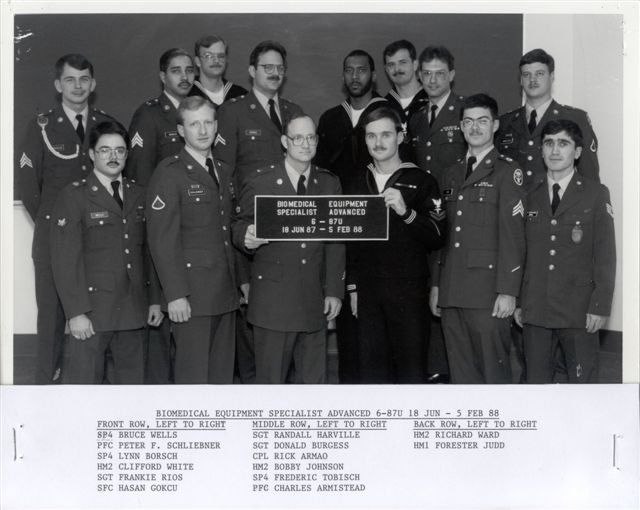 BIOMEDICAL EQUIPMENT
SPECIALIST ADVANCED
6 - 87U
18 JUN 87 - 5 FEB 88
BIOMEDICAL EQUIPMENT SPECIALIST ADVANCED 6-87U 18 JUN - 5 FEB 88
FRONT ROW, LEFT TO RIGHT
SP4 BRUCE WELLS
PFC PETER F. SCHLIEBNER
SP4 LYNN BORSCH
HM2 CLIFFORD WHITE
SGT FRANKIE RIOS
SFC HASAN GOKCU
MIDDLE ROW, LEFT TO RIGHT
SGT RANDALL HARVILLE
SGT DONALD BURGESS
CPL RICK ARMAO
HM2 BOBBY JOHNSON
SP4 FREDERIC TOBISCH
PFC CHARLES ARMISTEAD
BACK ROW, LEFT TO RIGHT
HM2 RICHARD WARD
HM1 FORESTER JUDD